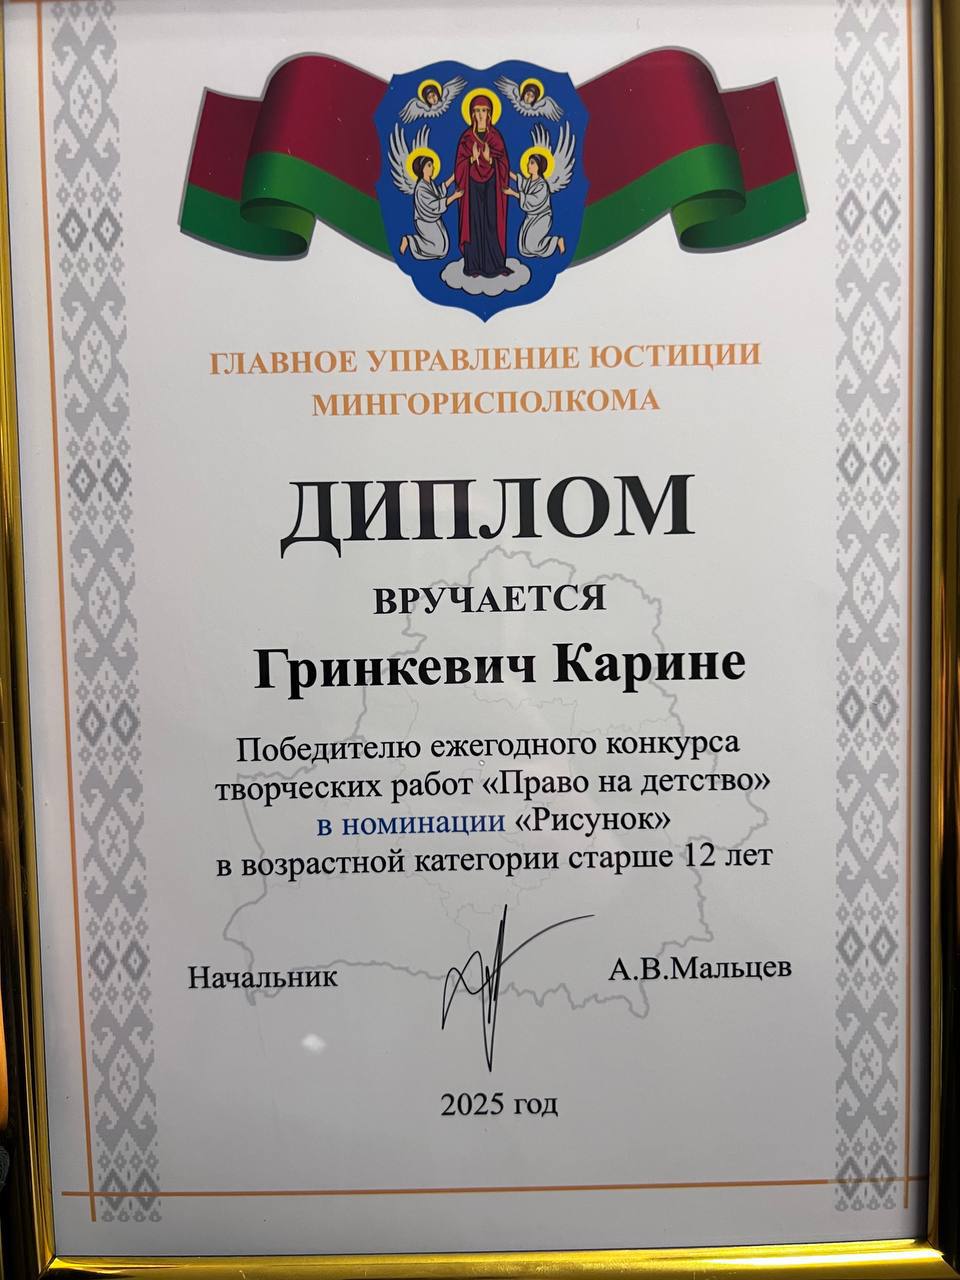 ГЛАВНОЕ УПРАВЛЕНИЕ ЮСТИЦИИ
МИНГОРИСПОЛКОМА
ДИПЛОМ
ВРУЧАЕТСЯ
Гринкевич Карине
Победителю ежегодного конкурса
творческих работ «Право на детство»
в номинации «Рисунок»
в возрастной категории старше 12 лет
Начальник А.В.Мальцев
2025 год